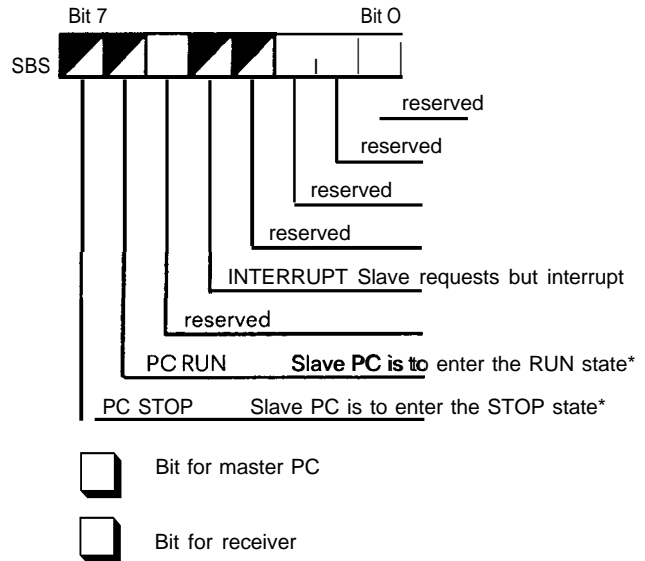 Bit 7 Bit O
SBS
reserved
reserved
reserved
reserved
INTERRUPT Slave requests but interrupt
reserved
PC RUN Slave PC is to enter the RUN state*
PC STOP Slave PC is to enter the STOP state*
Bit for master PC
Bit for receiver